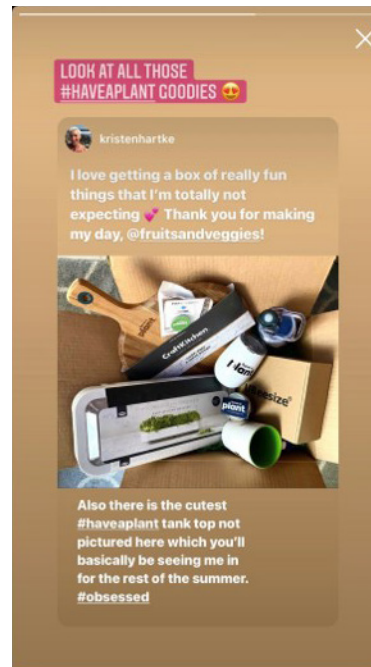 LOOK AT ALL THOSE
#HAVEAPLANT GOODIES 😍
kristenhartke
I love getting a box of really fun
things that I'm totally not
expecting 💕 Thank you for making
my day, @fruitsandveggies!
CraftKitchen
Plant
plant
Also there is the cutest
#haveaplant tank top not
pictured here which you'll
basically be seeing me in
for the rest of the summer.
#obsessed